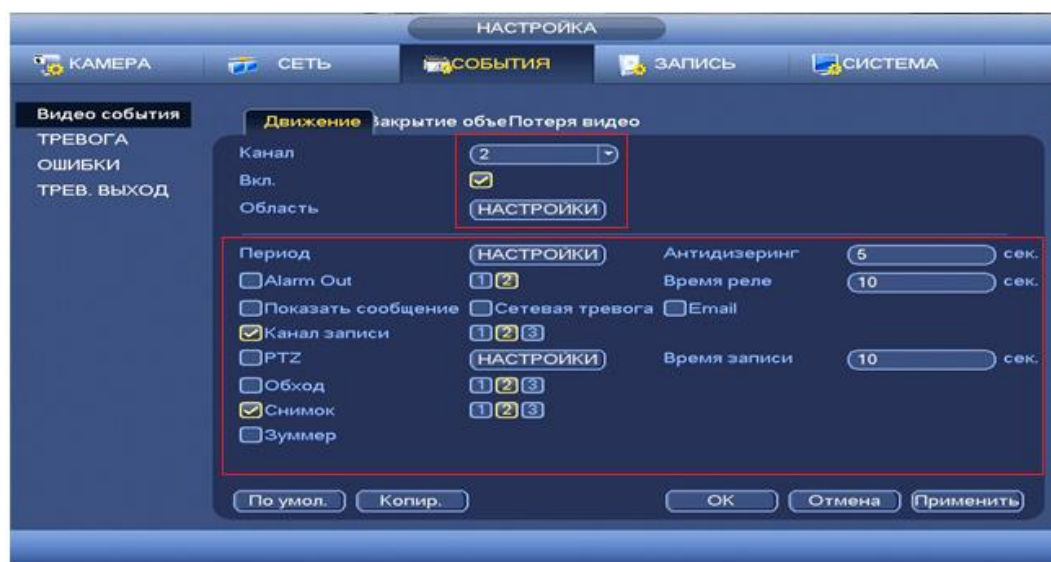 НАСТРОЙКА
КАМЕРА СЕТЬ СОБЫТИЯ ЗАПИСЬ СИСТЕМА
Видео события
ТРЕВОГА
ОШИБКИ
ТРЕВ. ВЫХОД
Движение Закрытие объе Потеря видео
Канал 2
Вкл.
Область НАСТРОЙКИ
Период НАСТРОЙКИ Антидизеринг 5 сек.
Alarm Out 1 2 Время реле 10 сек.
Показать сообщение Сетевая тревога Email
Канал записи 1 2 3
PTZ НАСТРОЙКИ Время записи 10 сек.
Обход 1 2 3
Снимок 1 2 3
Зуммер
По умол. Копир. OK Отмена Применить